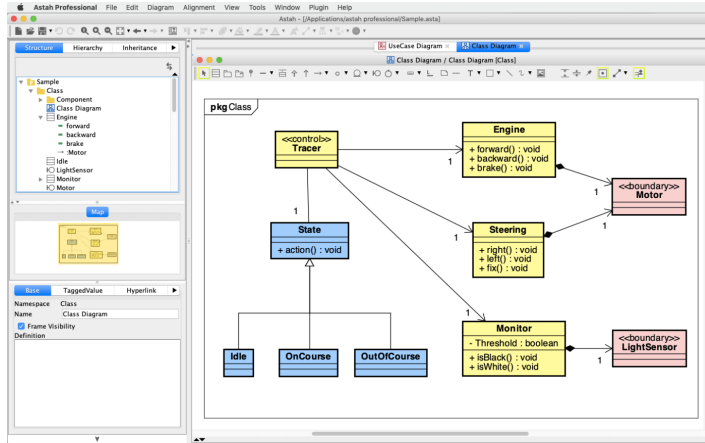 Astah Professional File Edit Diagram Alignment View Tools Window Plugin Help
Astah - [/Applications/astah professional/Sample.asta]
Structure Hierarchy Inheritance
UseCase Diagram Class Diagram
Class Diagram / Class Diagram [Class]
Sample
Class
Component
Class Diagram
Engine
forward
backward
brake
:Motor
Idle
LightSensor
Monitor
Motor
Map
Base TaggedValue Hyperlink
Namespace Class
Name Class Diagram
Frame Visibility
Definition
pkg Class
<<control>>
Tracer
Engine
+ forward() : void
+ backward() : void
+ brake() : void
1
1
<<boundary>>
Motor
1
State
+ action() : void
1
Steering
+ right() : void
+ left() : void
+ fix() : void
1
1
Monitor
- Threshold : boolean
+ isBlack() : void
+ isWhite() : void
1
<<boundary>>
LightSensor
Idle
OnCourse
OutOfCourse